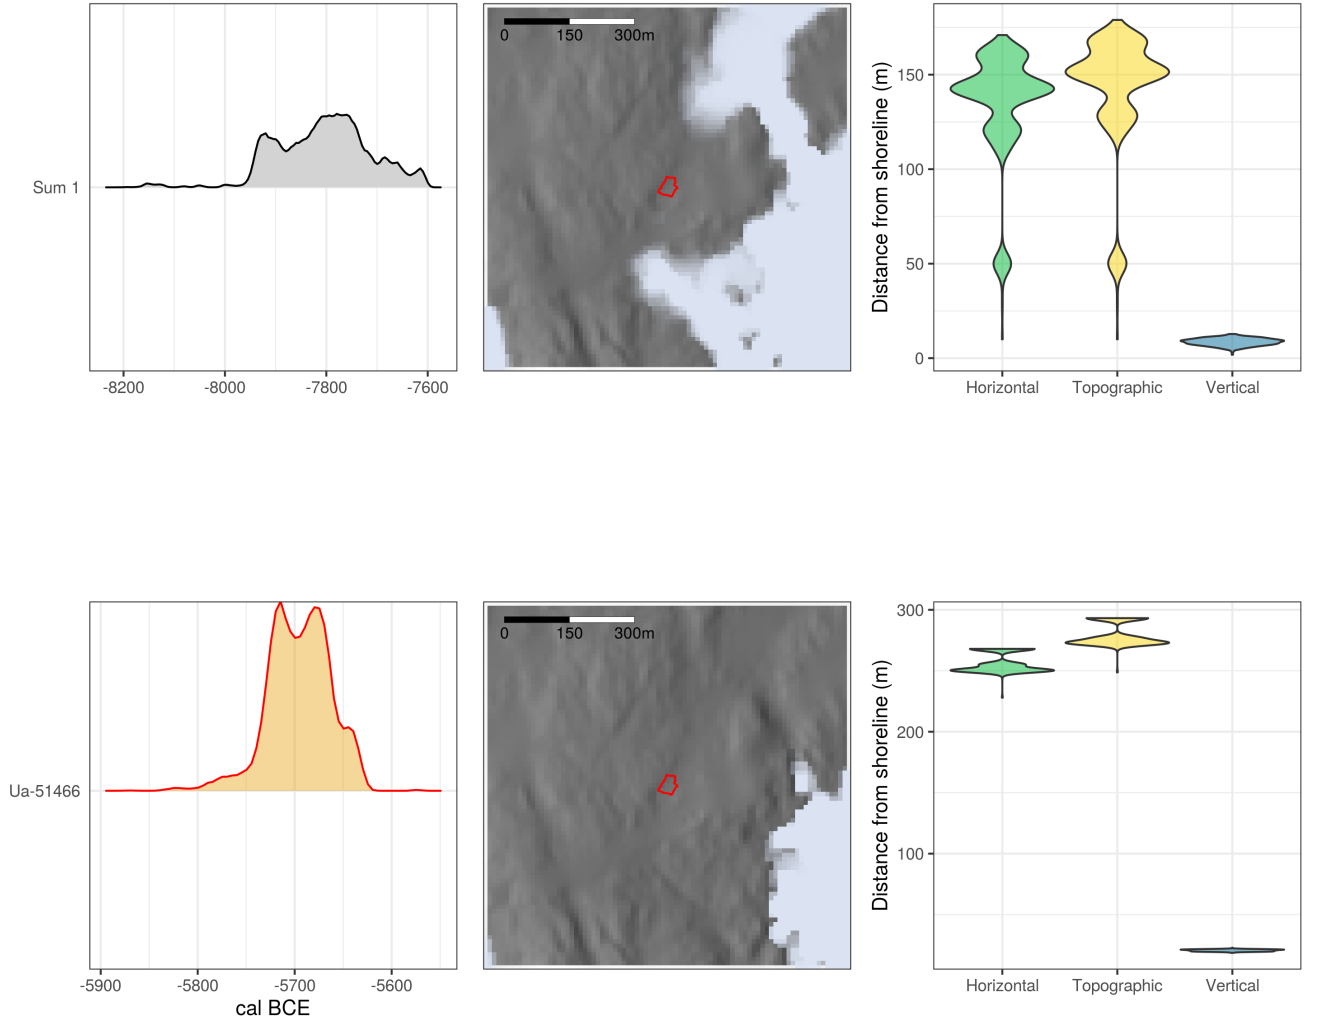 Sum 1
-8200 -8000 -7800 -7600
0 150 300m
Distance from shoreline (m)
150
100
50
0
Horizontal Topographic Vertical
Ua-51466
-5900 -5800 -5700 -5600
cal BCE
0 150 300m
Distance from shoreline (m)
300
200
100
Horizontal Topographic Vertical